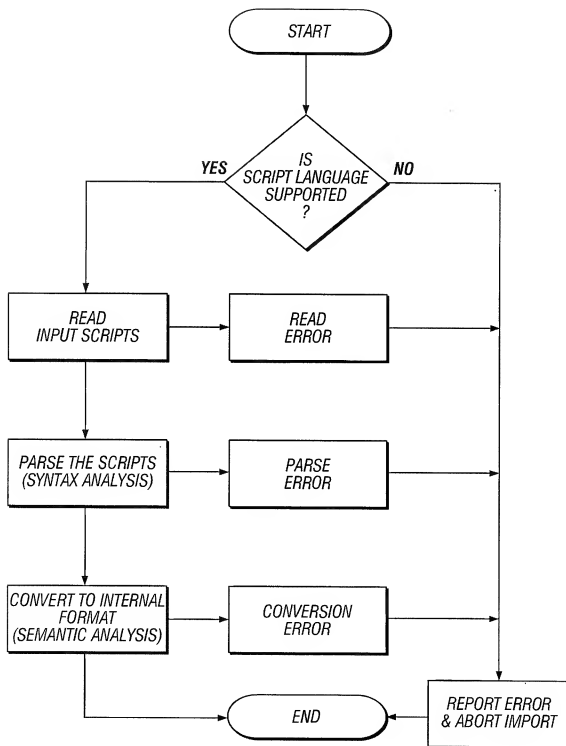 START
IS
SCRIPT LANGUAGE
SUPPORTED
?
YES
NO
READ
INPUT SCRIPTS
READ
ERROR
PARSE THE SCRIPTS
(SYNTAX ANALYSIS)
PARSE
ERROR
CONVERT TO INTERNAL
FORMAT
(SEMANTIC ANALYSIS)
CONVERSION
ERROR
END
REPORT ERROR
& ABORT IMPORT